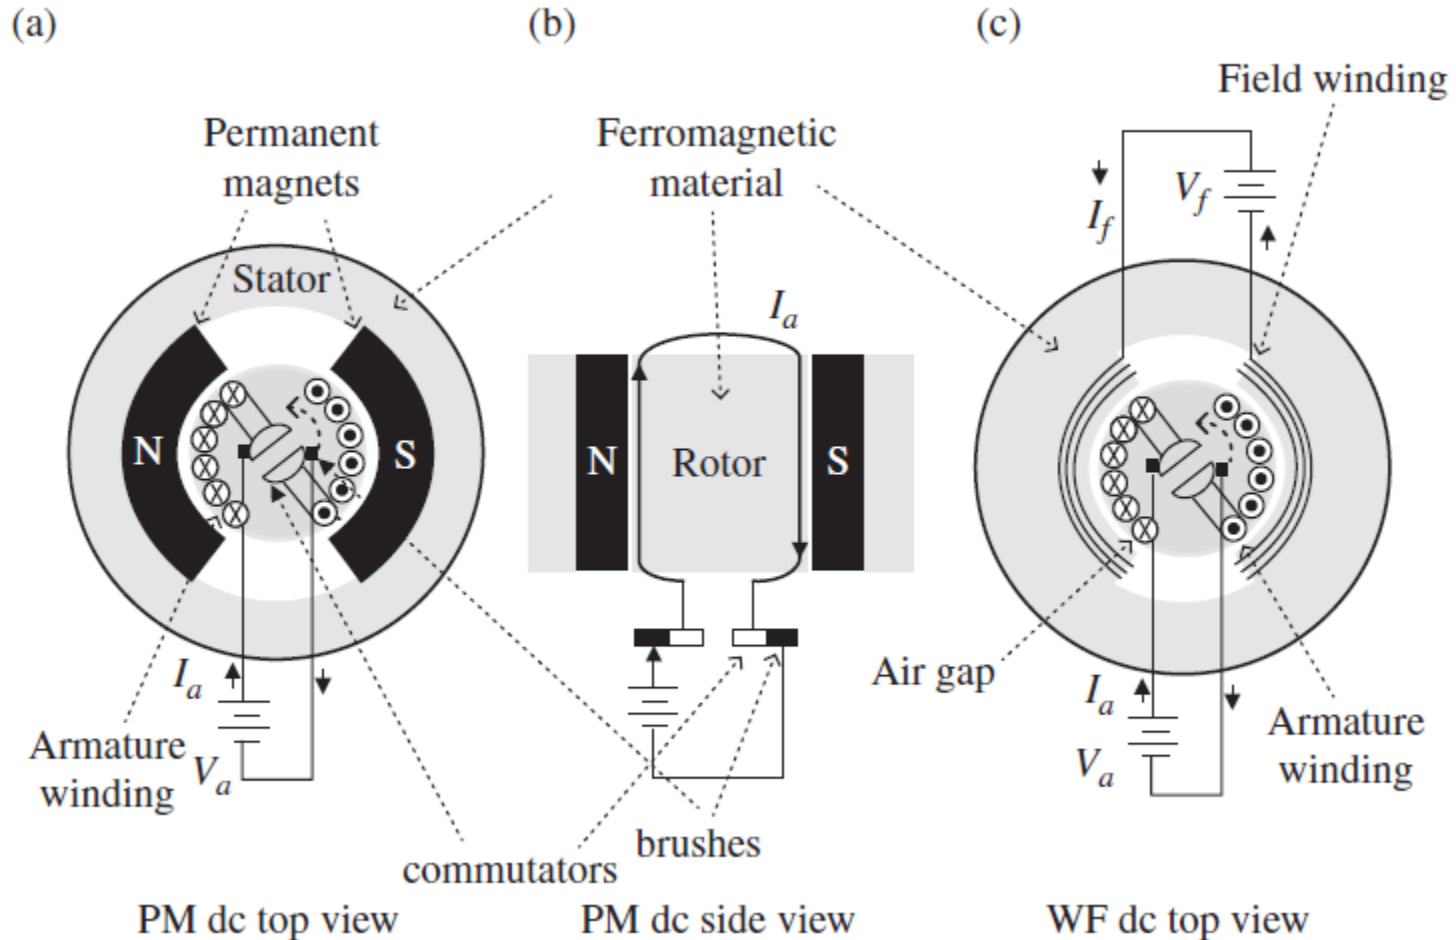 (a)
(b)
(c)
Field winding
Permanent
magnets
Ferromagnetic
material
I_f
V_f
Stator
I_a
N
S
N
Rotor
S
I_a
V_a
Armature
winding
Air gap
I_a
V_a
Armature
winding
commutators
brushes
PM dc top view
PM dc side view
WF dc top view